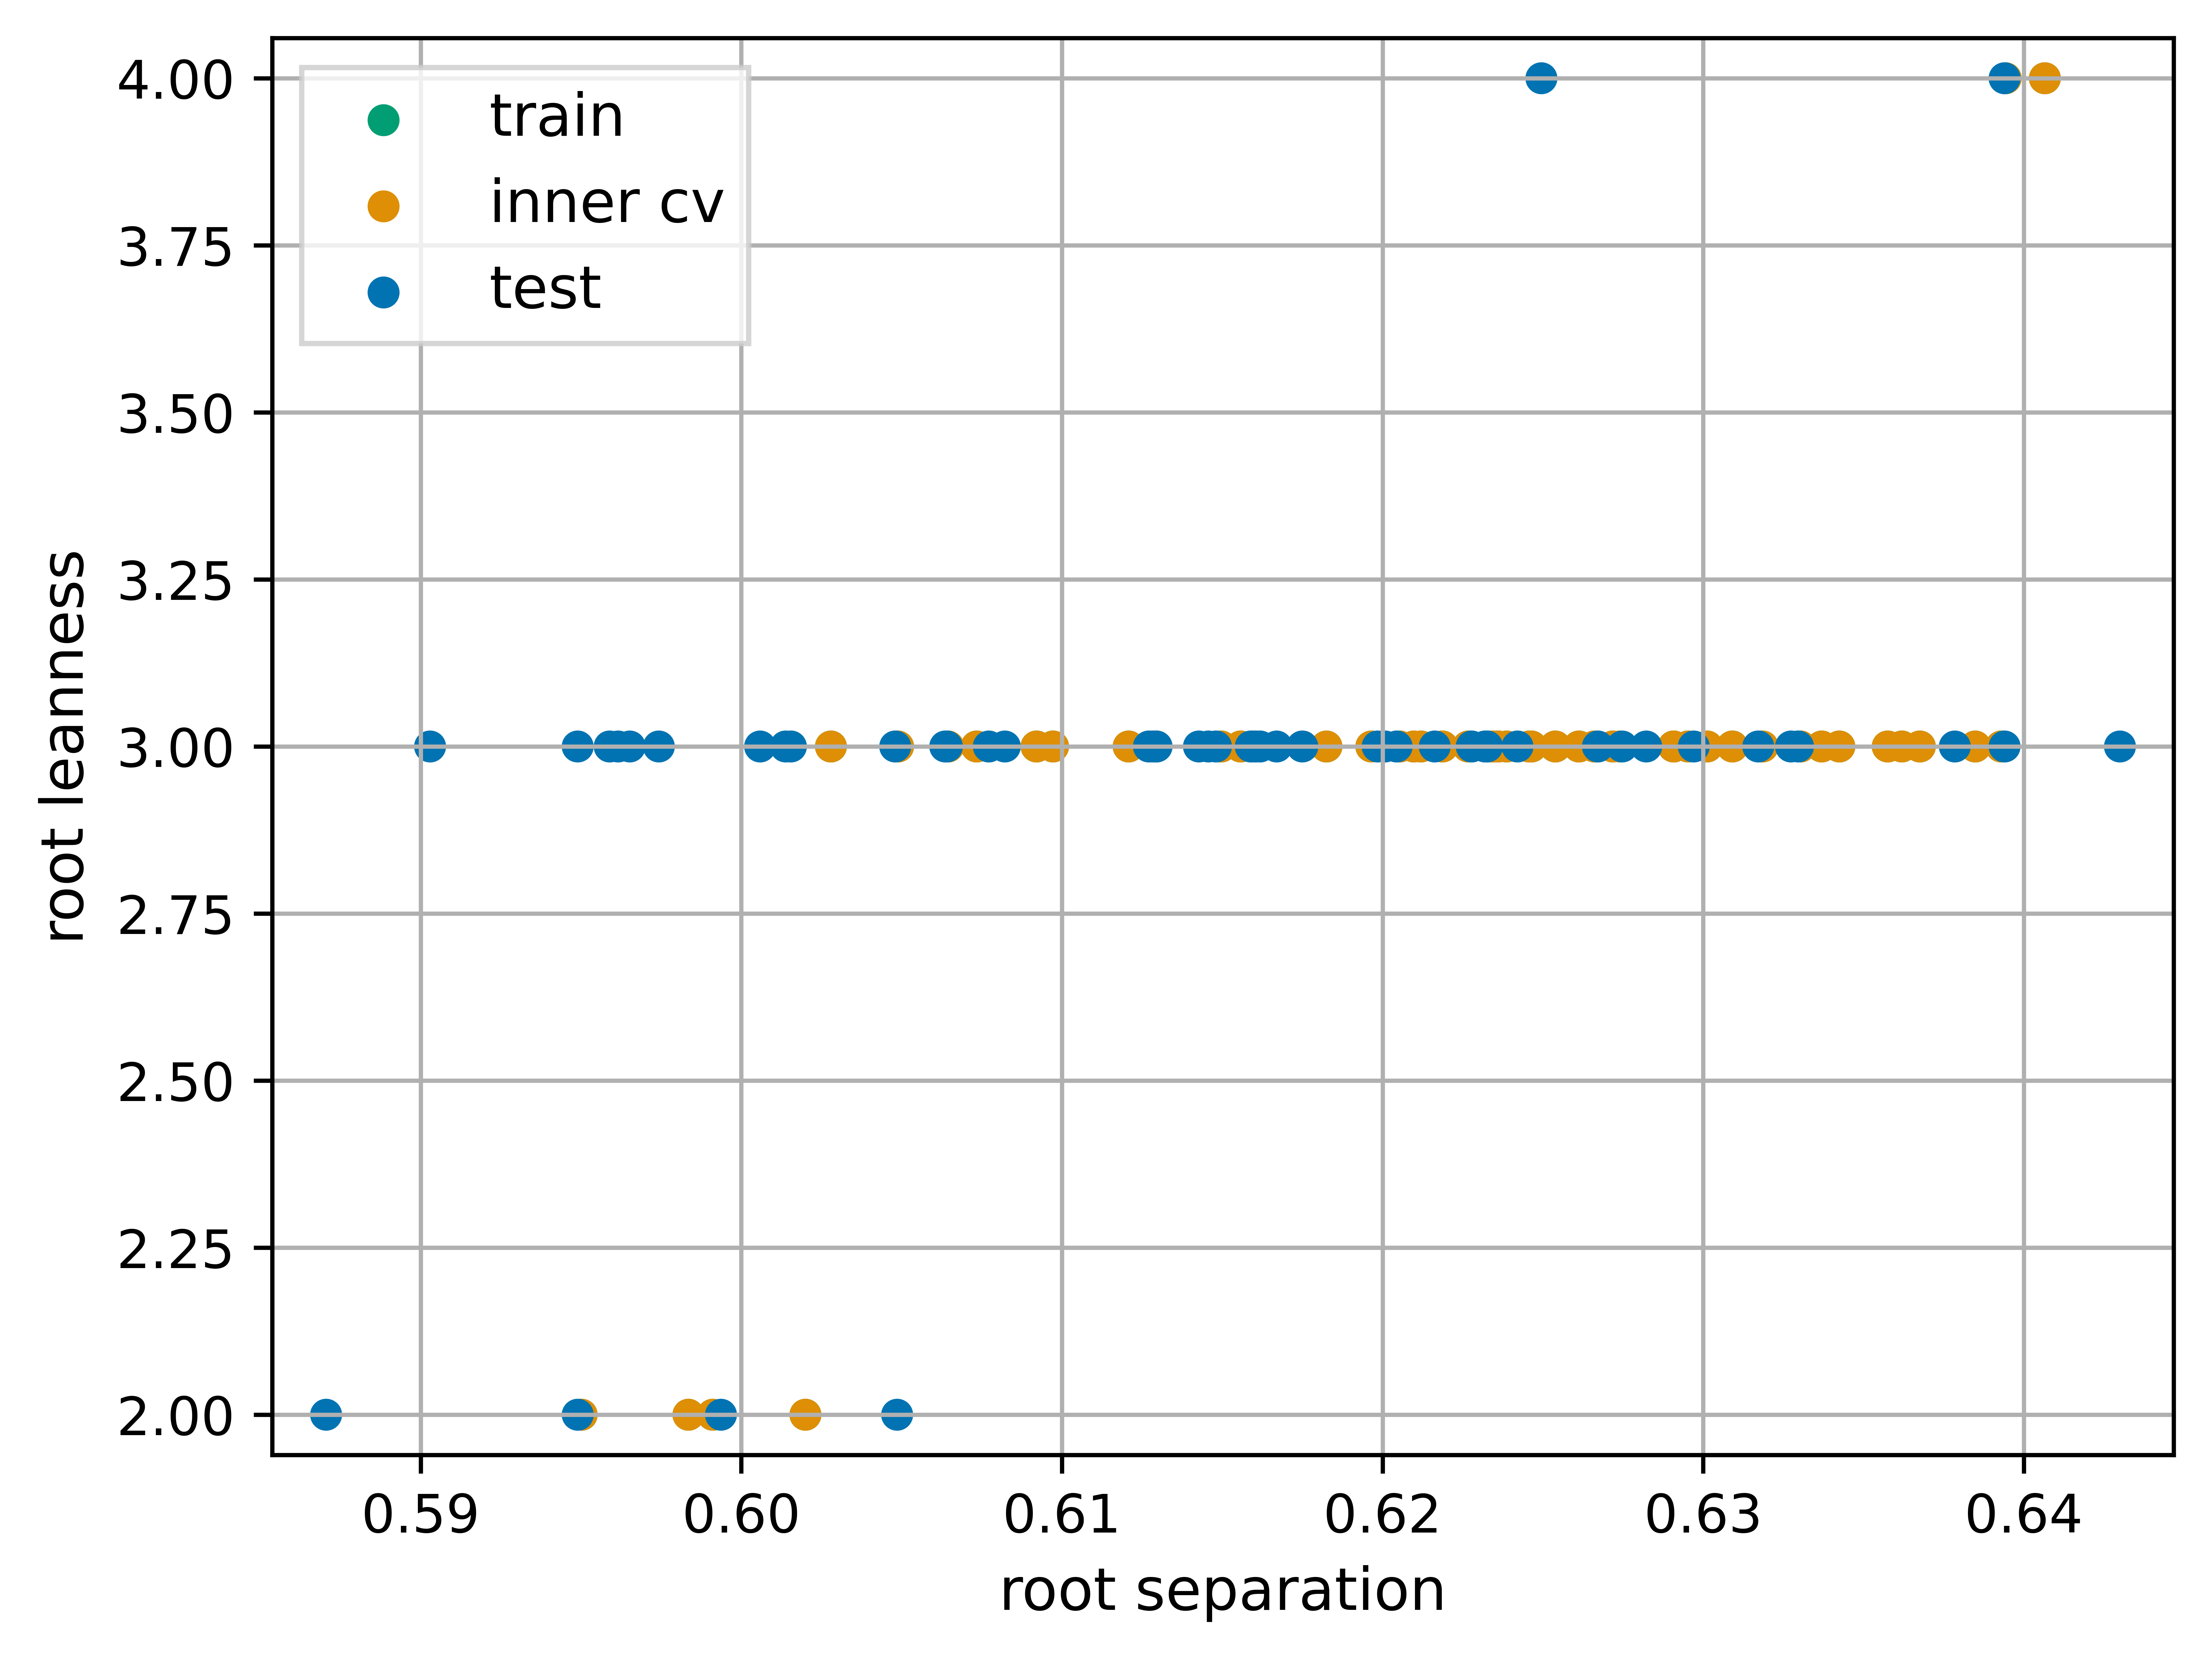 train
inner cv
test
4.00
3.75
3.50
3.25
3.00
2.75
2.50
2.25
2.00
root leanness
0.59 0.60 0.61 0.62 0.63 0.64
root separation